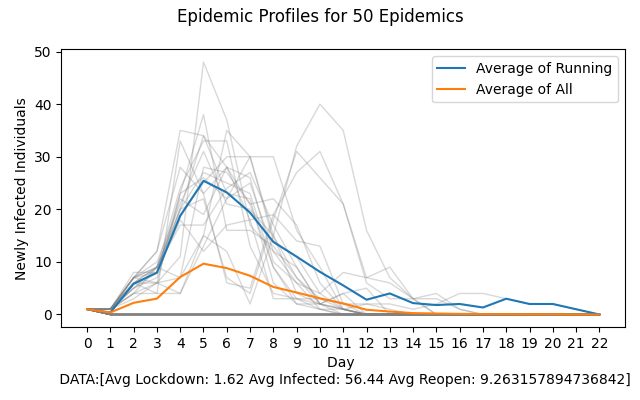 Epidemic Profiles for 50 Epidemics
50
40
30
20
10
0
Newly Infected Individuals
Average of Running
Average of All
0 1 2 3 4 5 6 7 8 9 10 11 12 13 14 15 16 17 18 19 20 21 22
Day
DATA:[Avg Lockdown: 1.62 Avg Infected: 56.44 Avg Reopen: 9.263157894736842]